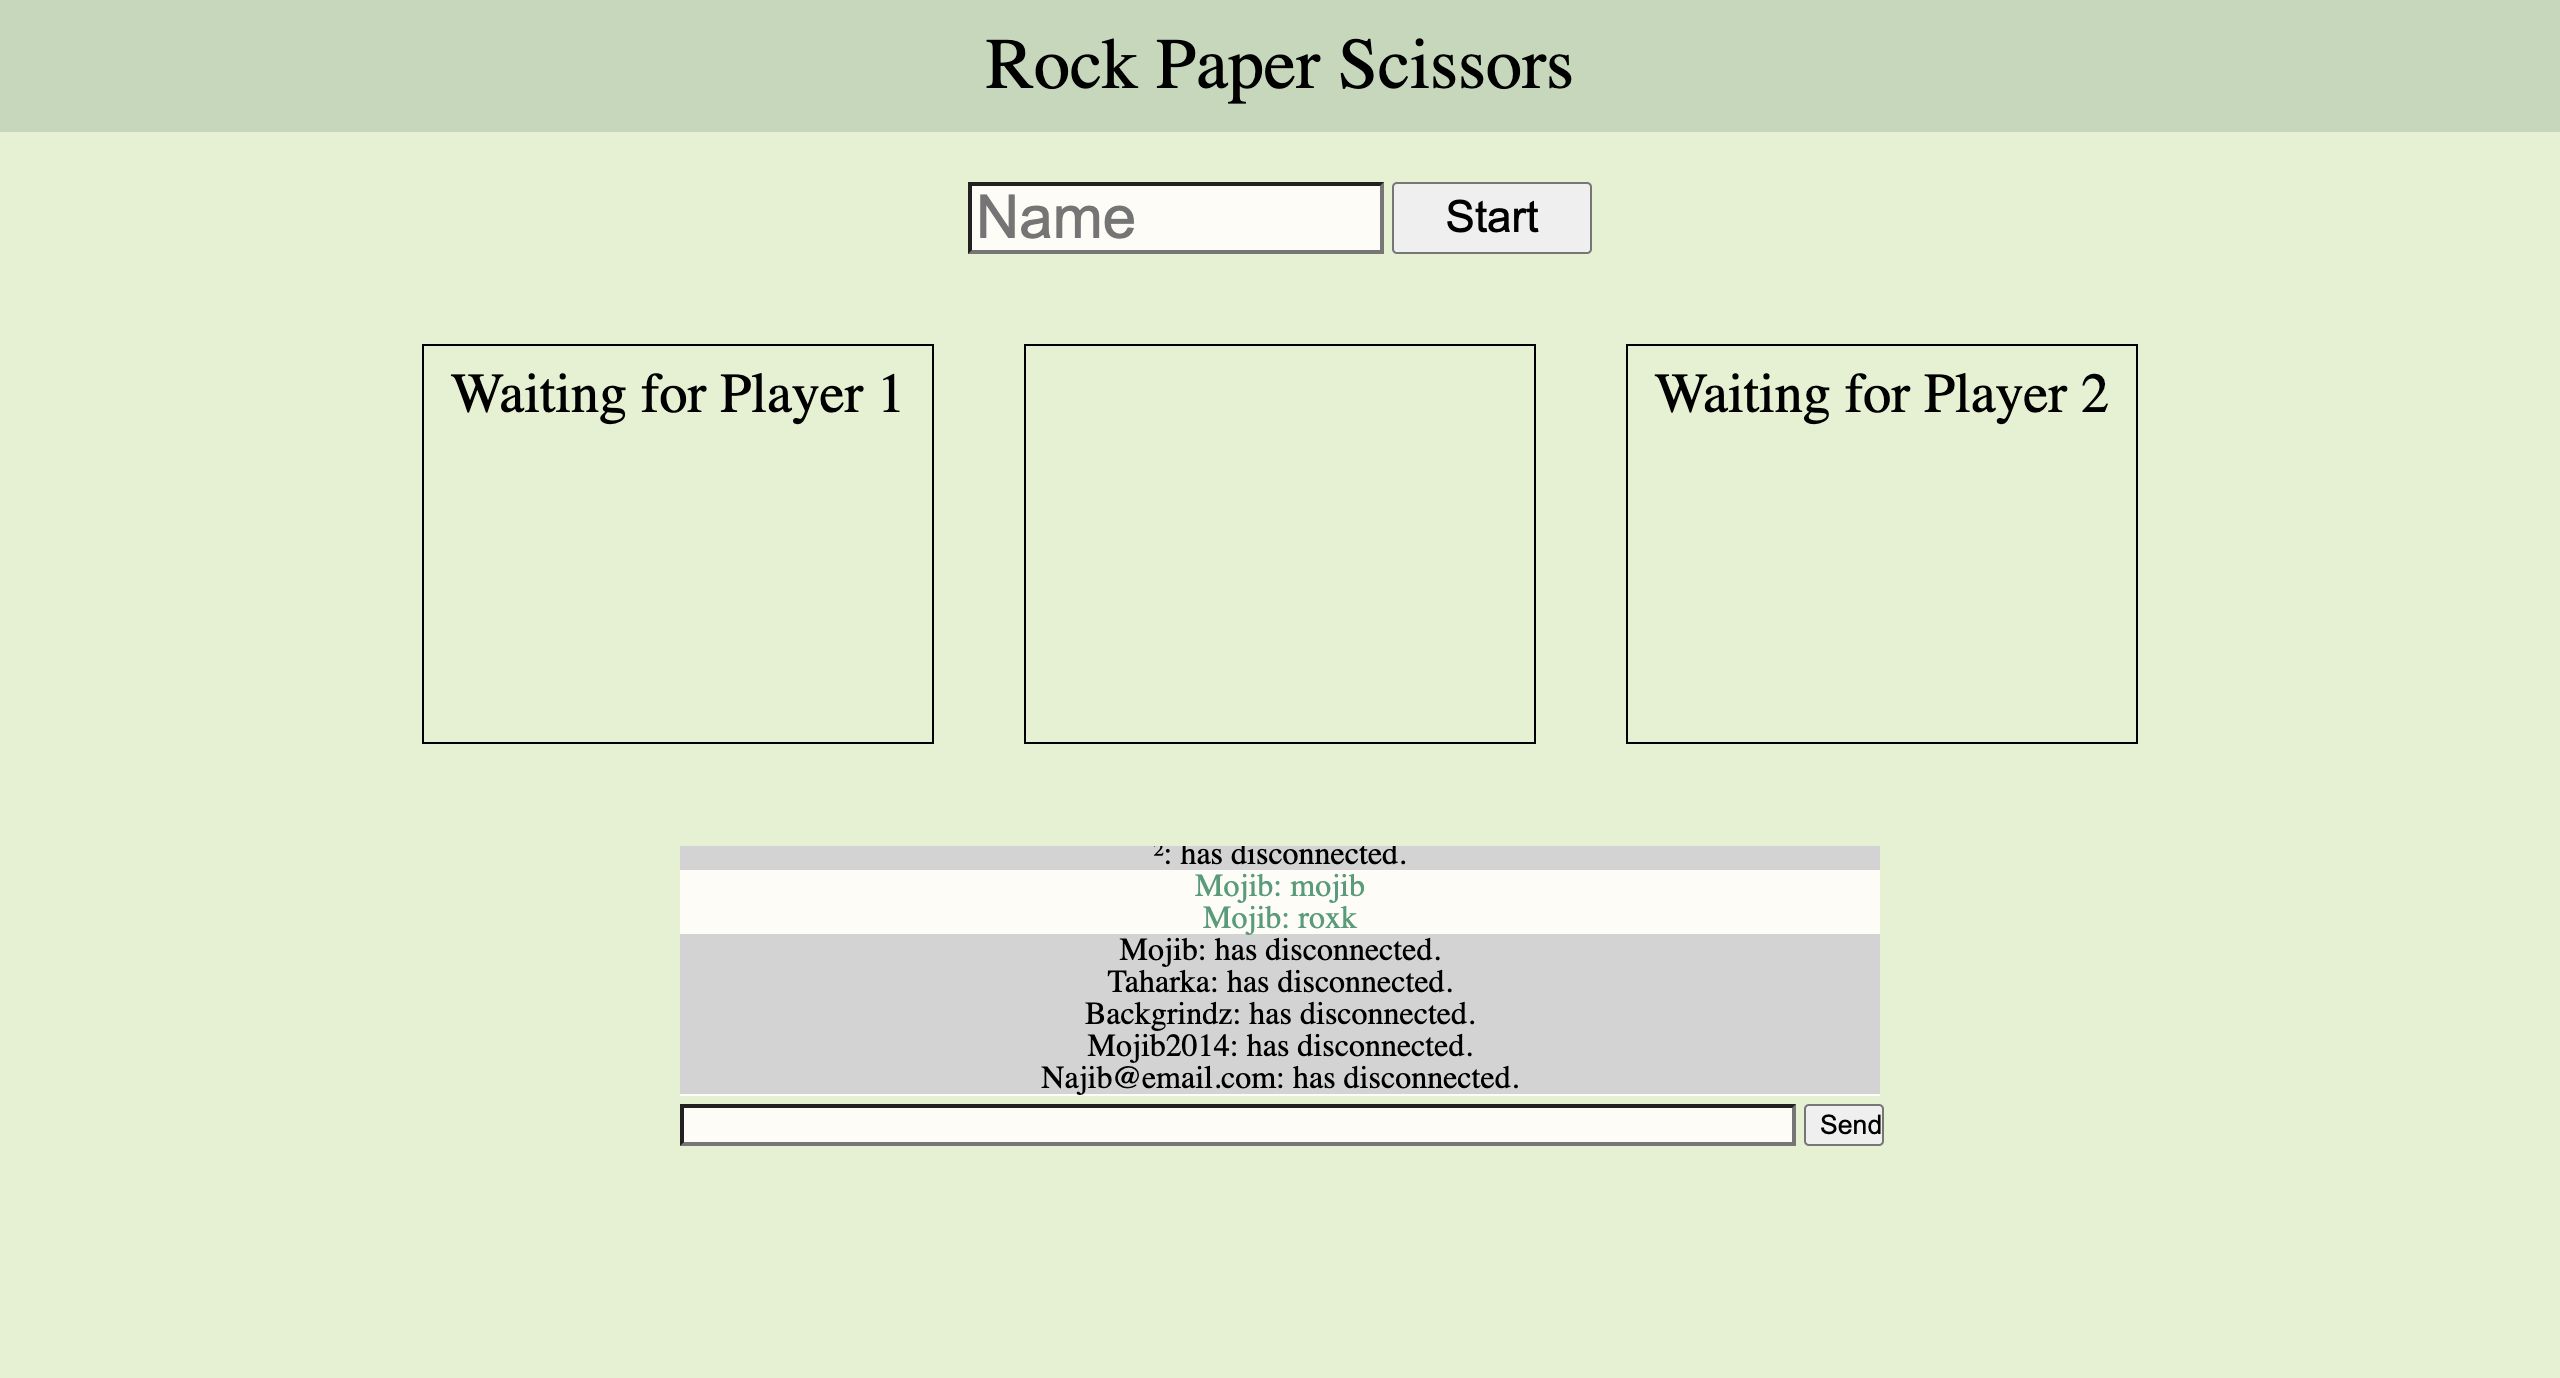 Rock Paper Scissors
Name
Start
Waiting for Player 1
Waiting for Player 2
²: has disconnected.
Mojib: mojib
Mojib: roxk
Mojib: has disconnected.
Taharka: has disconnected.
Backgrindz: has disconnected.
Mojib2014: has disconnected.
Najib@email.com: has disconnected.
Send